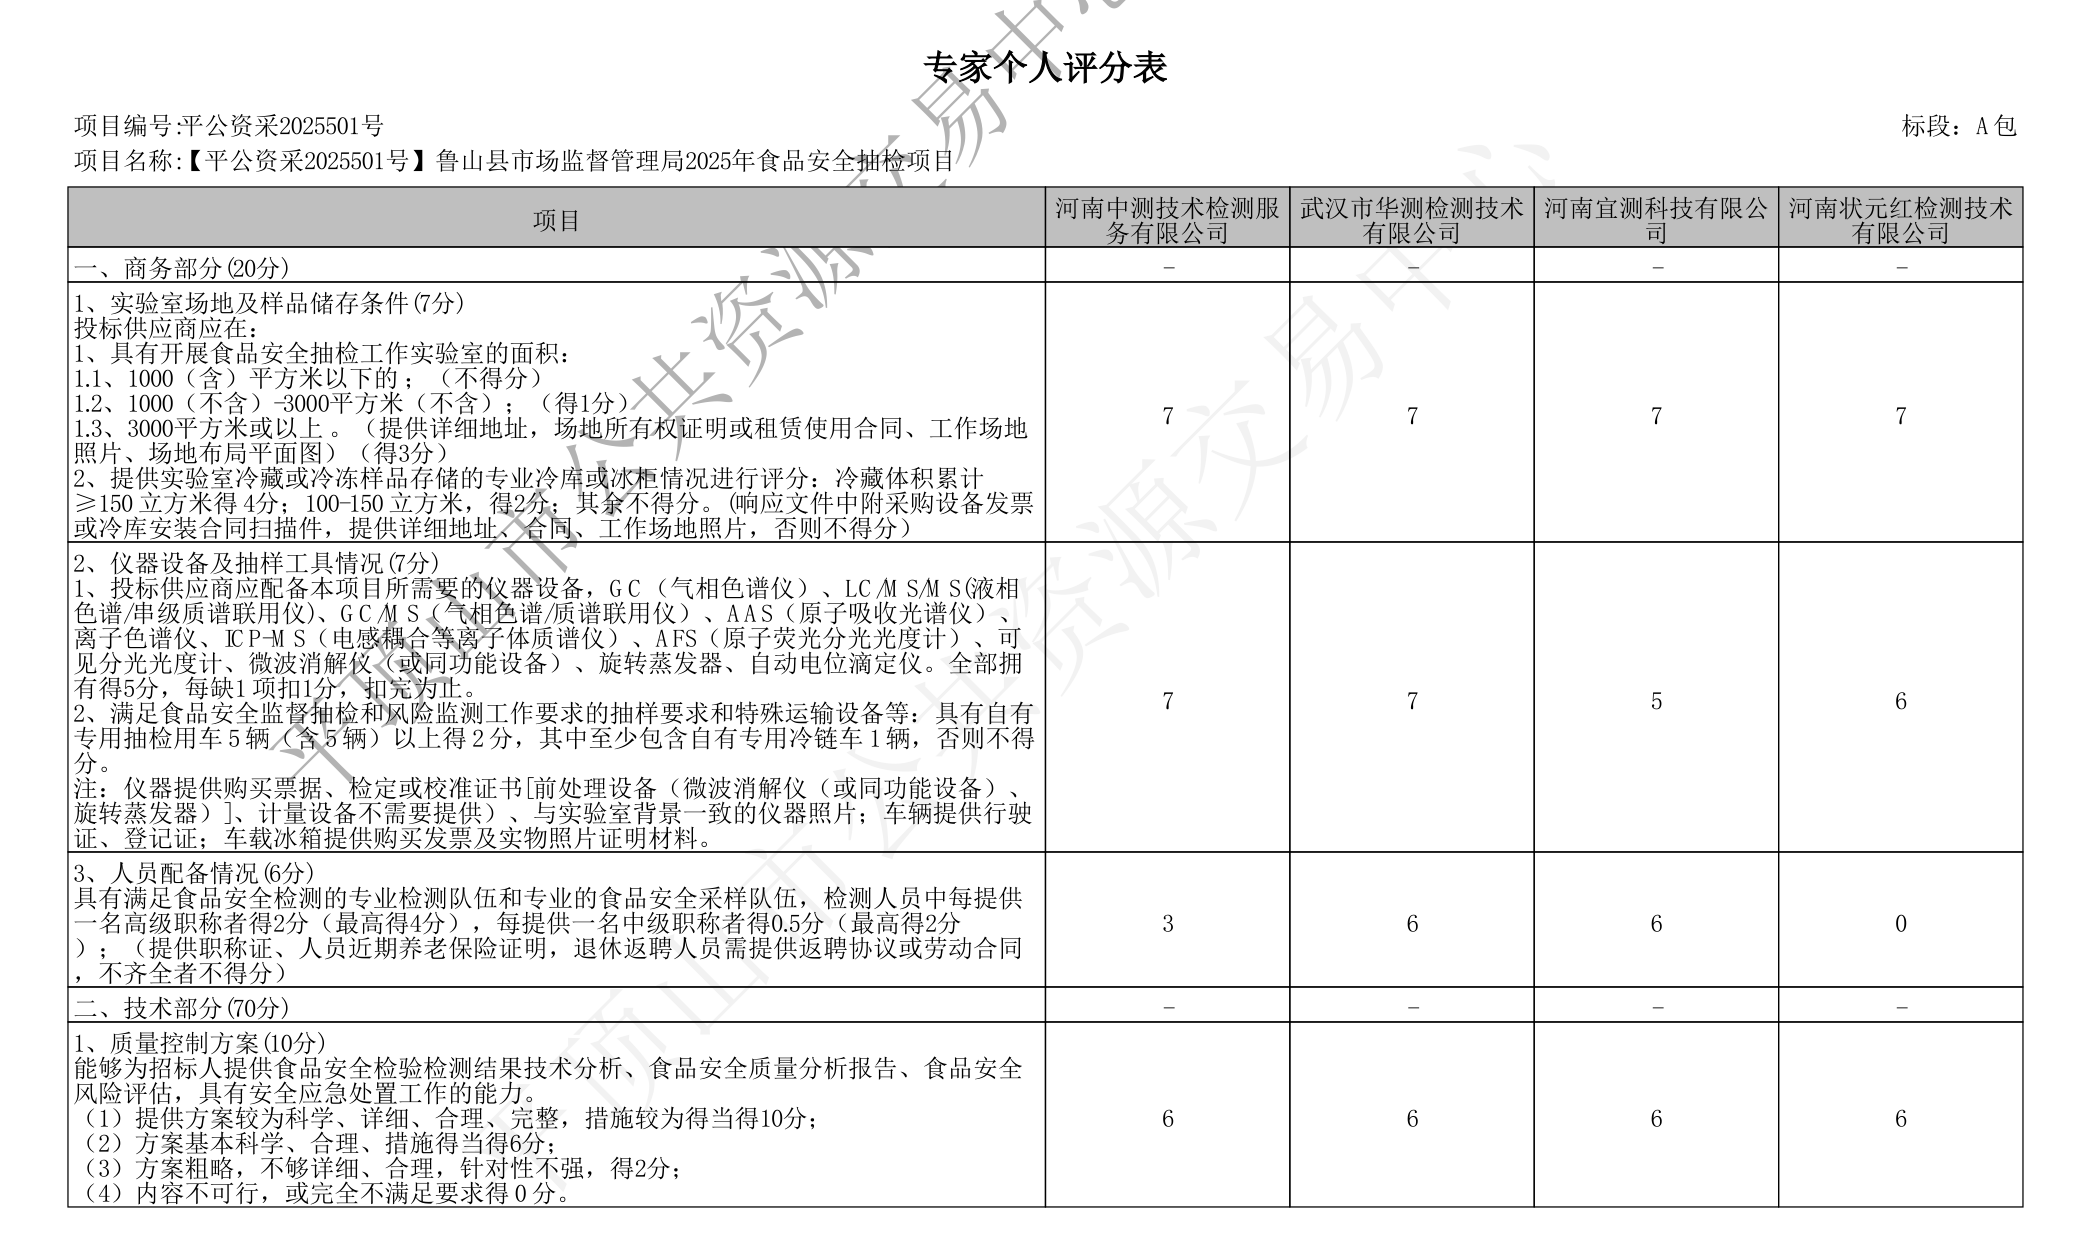 专家个人评分表
项目编号:平公资采2025501号
标段：A包
项目名称:【平公资采2025501号】鲁山县市场监督管理局2025年食品安全抽检项目
项目
河南中测技术检测服
务有限公司
武汉市华测检测技术
有限公司
河南宜测科技有限公
司
河南状元红检测技术
有限公司
一、商务部分(20分)
-
-
-
-
1、实验室场地及样品储存条件(7分)
投标供应商应在：
1、具有开展食品安全抽检工作实验室的面积：
1.1、1000（含）平方米以下的；（不得分）
1.2、1000（不含）-3000平方米（不含）；（得1分）
1.3、3000平方米或以上 。（提供详细地址，场地所有权证明或租赁使用合同、工作场地
照片、场地布局平面图）（得3分）
2、提供实验室冷藏或冷冻样品存储的专业冷库或冰柜情况进行评分：冷藏体积累计
≥150 立方米得 4分；100-150 立方米，得2分；其余不得分。(响应文件中附采购设备发票
或冷库安装合同扫描件，提供详细地址、合同、工作场地照片，否则不得分）
7
7
7
7
2、仪器设备及抽样工具情况(7分)
1、投标供应商应配备本项目所需要的仪器设备，GC（气相色谱仪）、LC/MS/MS(液相
色谱/串级质谱联用仪)、GC/MS（气相色谱/质谱联用仪）、AAS（原子吸收光谱仪）、
离子色谱仪、ICP-MS（电感耦合等离子体质谱仪）、AFS（原子荧光分光光度计）、可
见分光光度计、微波消解仪（或同功能设备）、旋转蒸发器、自动电位滴定仪。全部拥
有得5分，每缺1 项扣1分，扣完为止。
2、满足食品安全监督抽检和风险监测工作要求的抽样要求和特殊运输设备等：具有自有
专用抽检用车 5 辆（含 5 辆）以上得 2 分，其中至少包含自有专用冷链车 1 辆，否则不得
分。
注：仪器提供购买票据、检定或校准证书[前处理设备（微波消解仪（或同功能设备）、
旋转蒸发器）]、计量设备不需要提供）、与实验室背景一致的仪器照片；车辆提供行驶
证、登记证；车载冰箱提供购买发票及实物照片证明材料。
7
7
5
6
3、人员配备情况(6分)
具有满足食品安全检测的专业检测队伍和专业的食品安全采样队伍，检测人员中每提供
一名高级职称者得2分（最高得4分），每提供一名中级职称者得0.5分（最高得2分
）；（提供职称证、人员近期养老保险证明，退休返聘人员需提供返聘协议或劳动合同
，不齐全者不得分）
3
6
6
0
二、技术部分(70分)
-
-
-
-
1、质量控制方案(10分)
能够为招标人提供食品安全检验检测结果技术分析、食品安全质量分析报告、食品安全
风险评估，具有安全应急处置工作的能力。
（1）提供方案较为科学、详细、合理、完整，措施较为得当得10分；
（2）方案基本科学、合理、措施得当得6分；
（3）方案粗略，不够详细、合理，针对性不强，得2分；
（4）内容不可行，或完全不满足要求得 0 分。
6
6
6
6
平顶山市公共资源交易中心
平顶山市公共资源交易中心